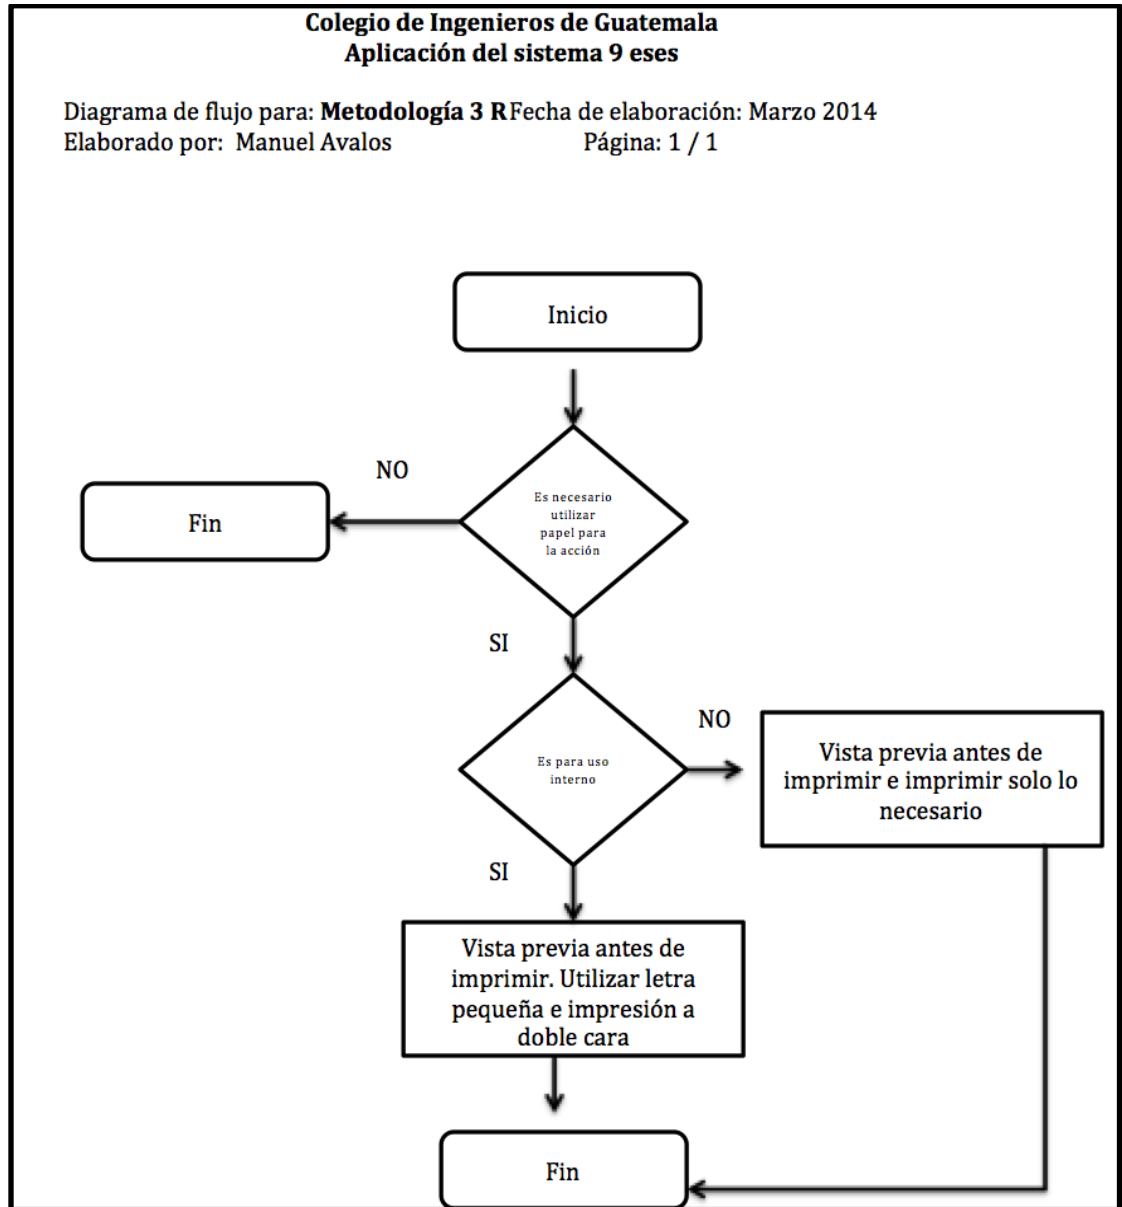 Colegio de Ingenieros de Guatemala
Aplicación del sistema 9 eses
Diagrama de flujo para: Metodología 3 R Fecha de elaboración: Marzo 2014
Elaborado por: Manuel Avalos Página: 1 / 1
Inicio
NO
Es necesario
utilizar
papel para
la acción
Fin
SI
NO
Es para uso
interno
Vista previa antes de
imprimir e imprimir solo lo
necesario
SI
Vista previa antes de
imprimir. Utilizar letra
pequeña e impresión a
doble cara
Fin